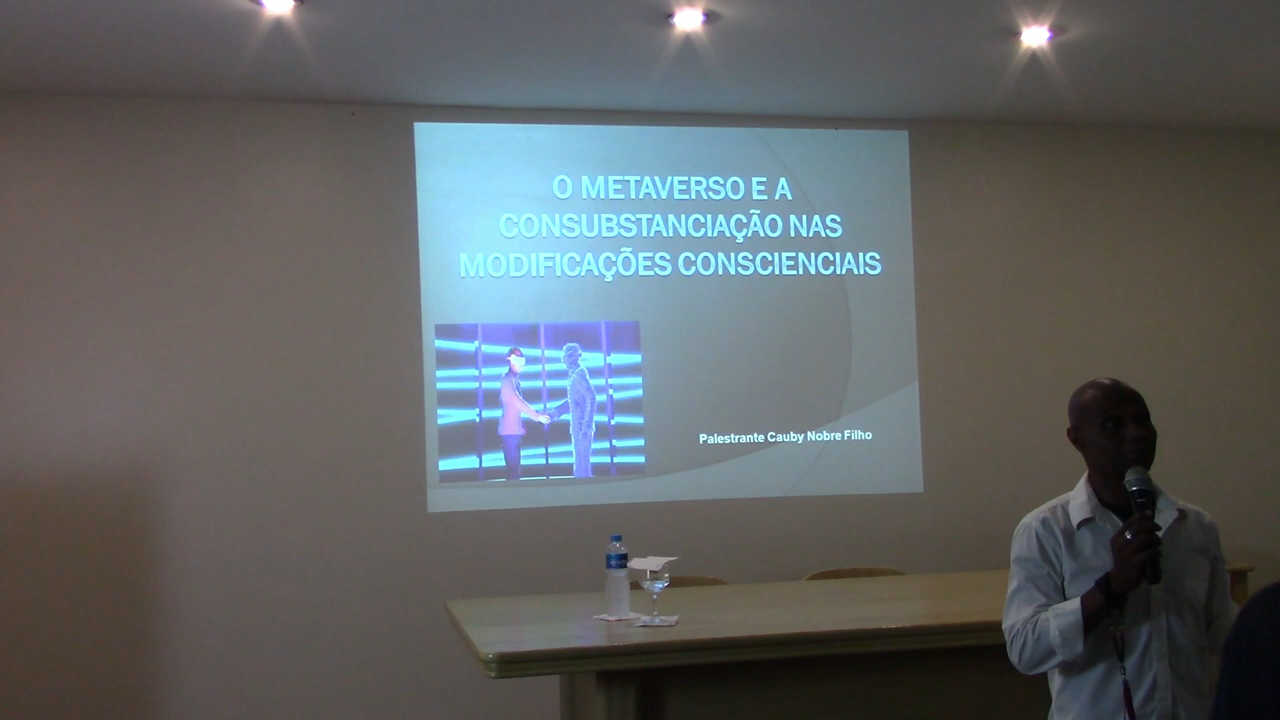 O METAVERSO E A
CONSUBSTANCIAÇÃO NAS
MODIFICAÇÕES CONSCIENCIAIS
Palestrante Cauby Nobre Filho